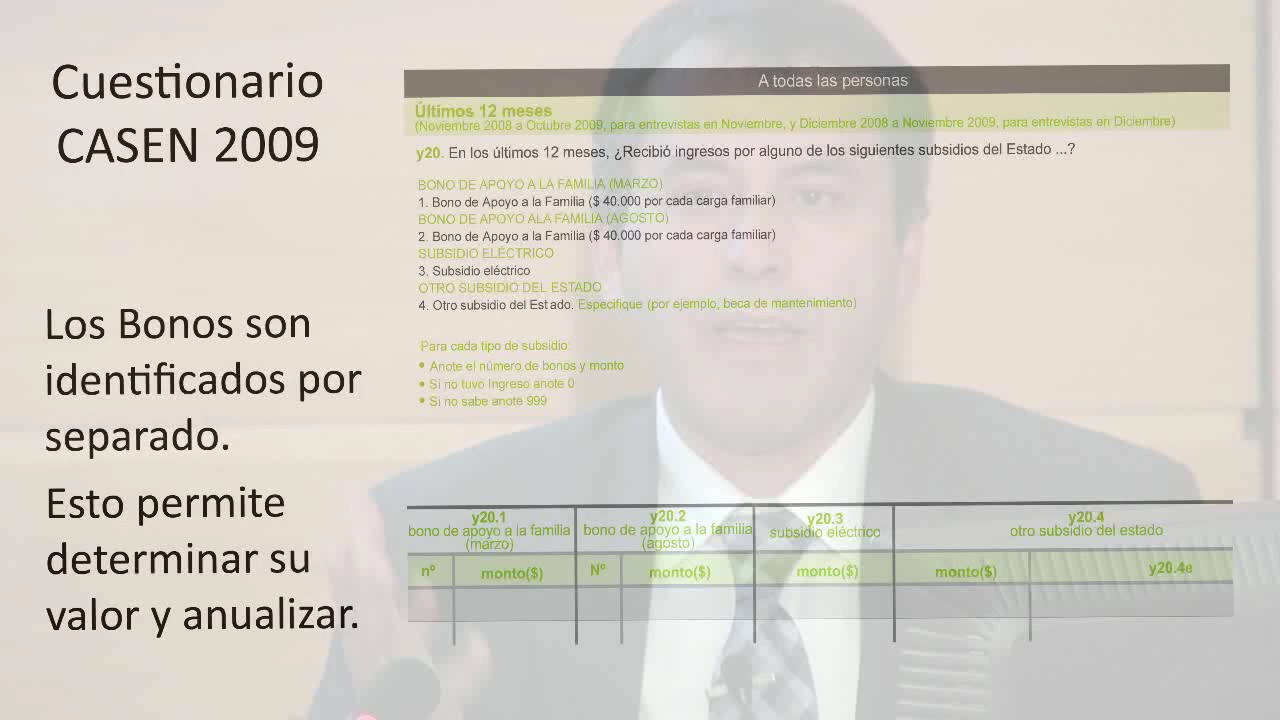 Cuestionario
CASEN 2009
Los Bonos son
identificados por
separado.
Esto permite
determinar su
valor y anualizar.
A todas las personas
Últimos 12 meses
(Noviembre 2008 a Octubre 2009, para entrevistas en Noviembre, y Diciembre 2008 a Noviembre 2009, para entrevistas en Diciembre)
y20. En los últimos 12 meses, ¿Recibió ingresos por alguno de los siguientes subsidios del Estado ...?
BONO DE APOYO A LA FAMILIA (MARZO)
1. Bono de Apoyo a la Familia ($ 40.000 por cada carga familiar)
BONO DE APOYO ALA FAMILIA (AGOSTO)
2. Bono de Apoyo a la Familia ($ 40.000 por cada carga familiar)
SUBSIDIO ELÉCTRICO
3. Subsidio eléctrico
OTRO SUBSIDIO DEL ESTADO
4. Otro subsidio del Estado. Especifique (por ejemplo, beca de mantenimiento)
Para cada tipo de subsidio:
• Anote el número de bonos y monto
• Si no tuvo Ingreso anote 0
• Si no sabe anote 999
y20.1 y20.2 y20.3 y20.4
bono de apoyo a la familia bono de apoyo a la familia subsidio eléctrico otro subsidio del estado
(marzo) (agosto)
nº monto($) Nº monto($) monto($) monto($) y20.4e